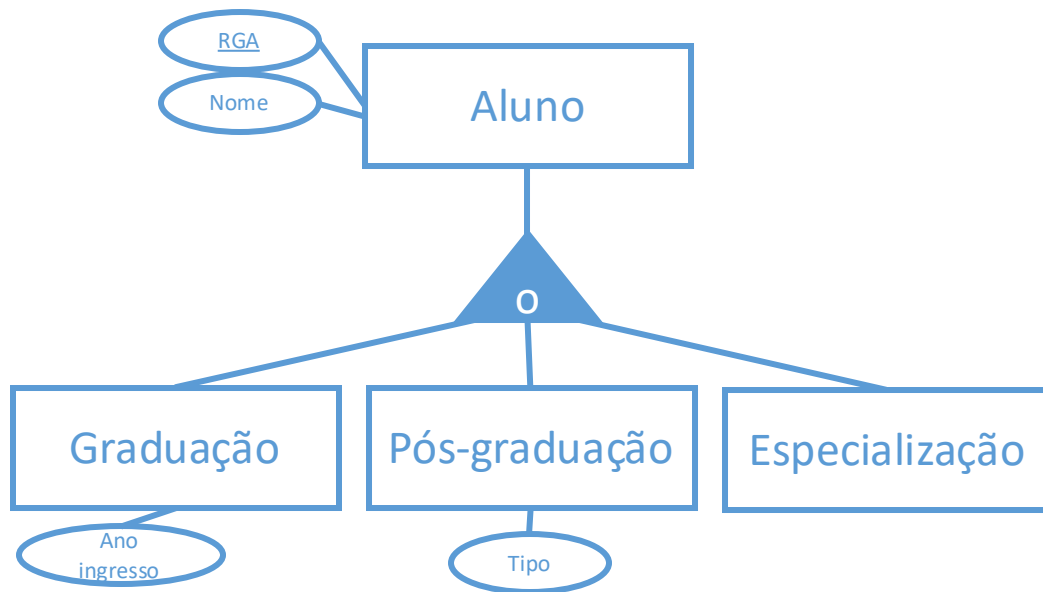 RGA
Nome
Aluno
O
Graduação
Pós-graduação
Especialização
Ano
ingresso
Tipo